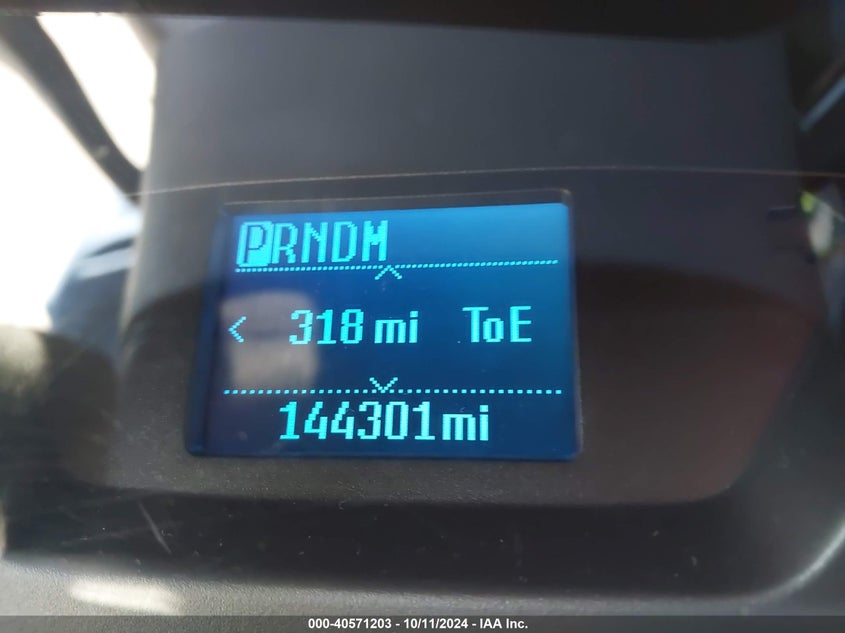 PRNDM
318 mi ToE
144301mi
000-40571203 - 10/11/2024 - IAA Inc.